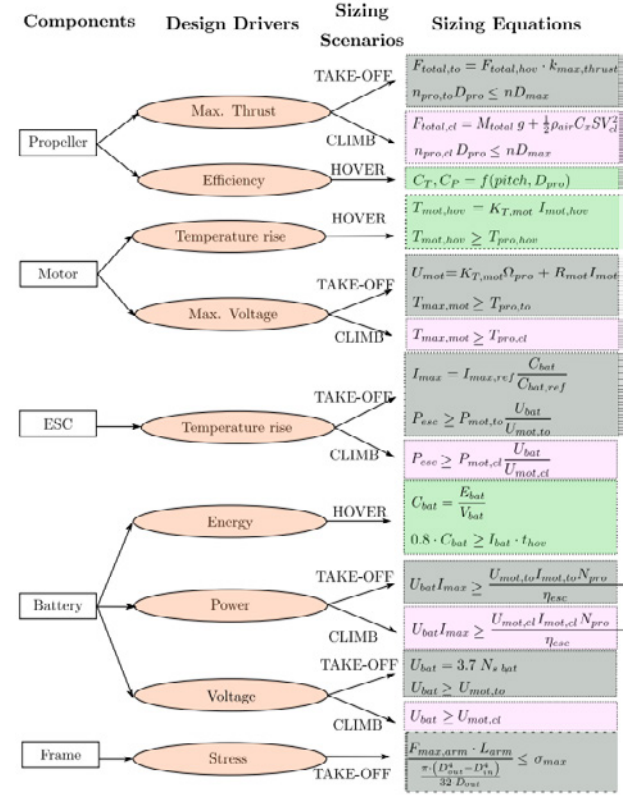 Components Design Drivers Sizing Scenarios Sizing Equations
Propeller
Max. Thrust
TAKE-OFF
F_{total,to} = F_{total,hov} · k_{max,thrust}
n_{pro,to} D_{pro} ≤ nD_{max}
CLIMB
F_{total,cl} = M_{total} g + ½ρ_{air} C_x S V_{cl}^2
n_{pro,cl} D_{pro} ≤ nD_{max}
Efficiency
HOVER
C_T, C_P − f(pitch, D_{pro})
Motor
Temperature rise
HOVER
T_{mot,hov} − K_{T,mot} I_{mot,hov}
T_{mot,hov} ≥ T_{pro,hov}
Max. Voltage
TAKE-OFF
U_{mot} = K_{T,mot} Ω_{pro} + R_{mot} I_{mot}
T_{max,mot} ≥ T_{pro,to}
CLIMB
T_{max,mot} ≥ T_{pro,cl}
ESC
Temperature rise
TAKE-OFF
I_{max} − I_{max,ref} C_{bat}/C_{bat,ref}
P_{esc} ≥ P_{mot,to} U_{bat}/U_{mot,to}
CLIMB
P_{esc} ≥ P_{mot,cl} U_{bat}/U_{mot,cl}
Battery
Energy
HOVER
C_{bat} = E_{bat}/V_{bat}
0.8 · C_{bat} ≥ I_{bat} · t_{hov}
Power
TAKE-OFF
U_{bat} I_{max} ≥ U_{mot,to} I_{mot,to} N_{pro}/η_{esc}
CLIMB
U_{bat} I_{max} ≥ U_{mot,cl} I_{mot,cl} N_{pro}/η_{esc}
Voltage
TAKE-OFF
U_{bat} = 3.7 N_{s bat}
U_{bat} ≥ U_{mot,to}
CLIMB
U_{bat} ≥ U_{mot,cl}
Frame
Stress
TAKE-OFF
F_{max,arm} · L_{arm} / (π·(D_{out}^4−D_{in}^4)/32 D_{out}) ≤ σ_{max}